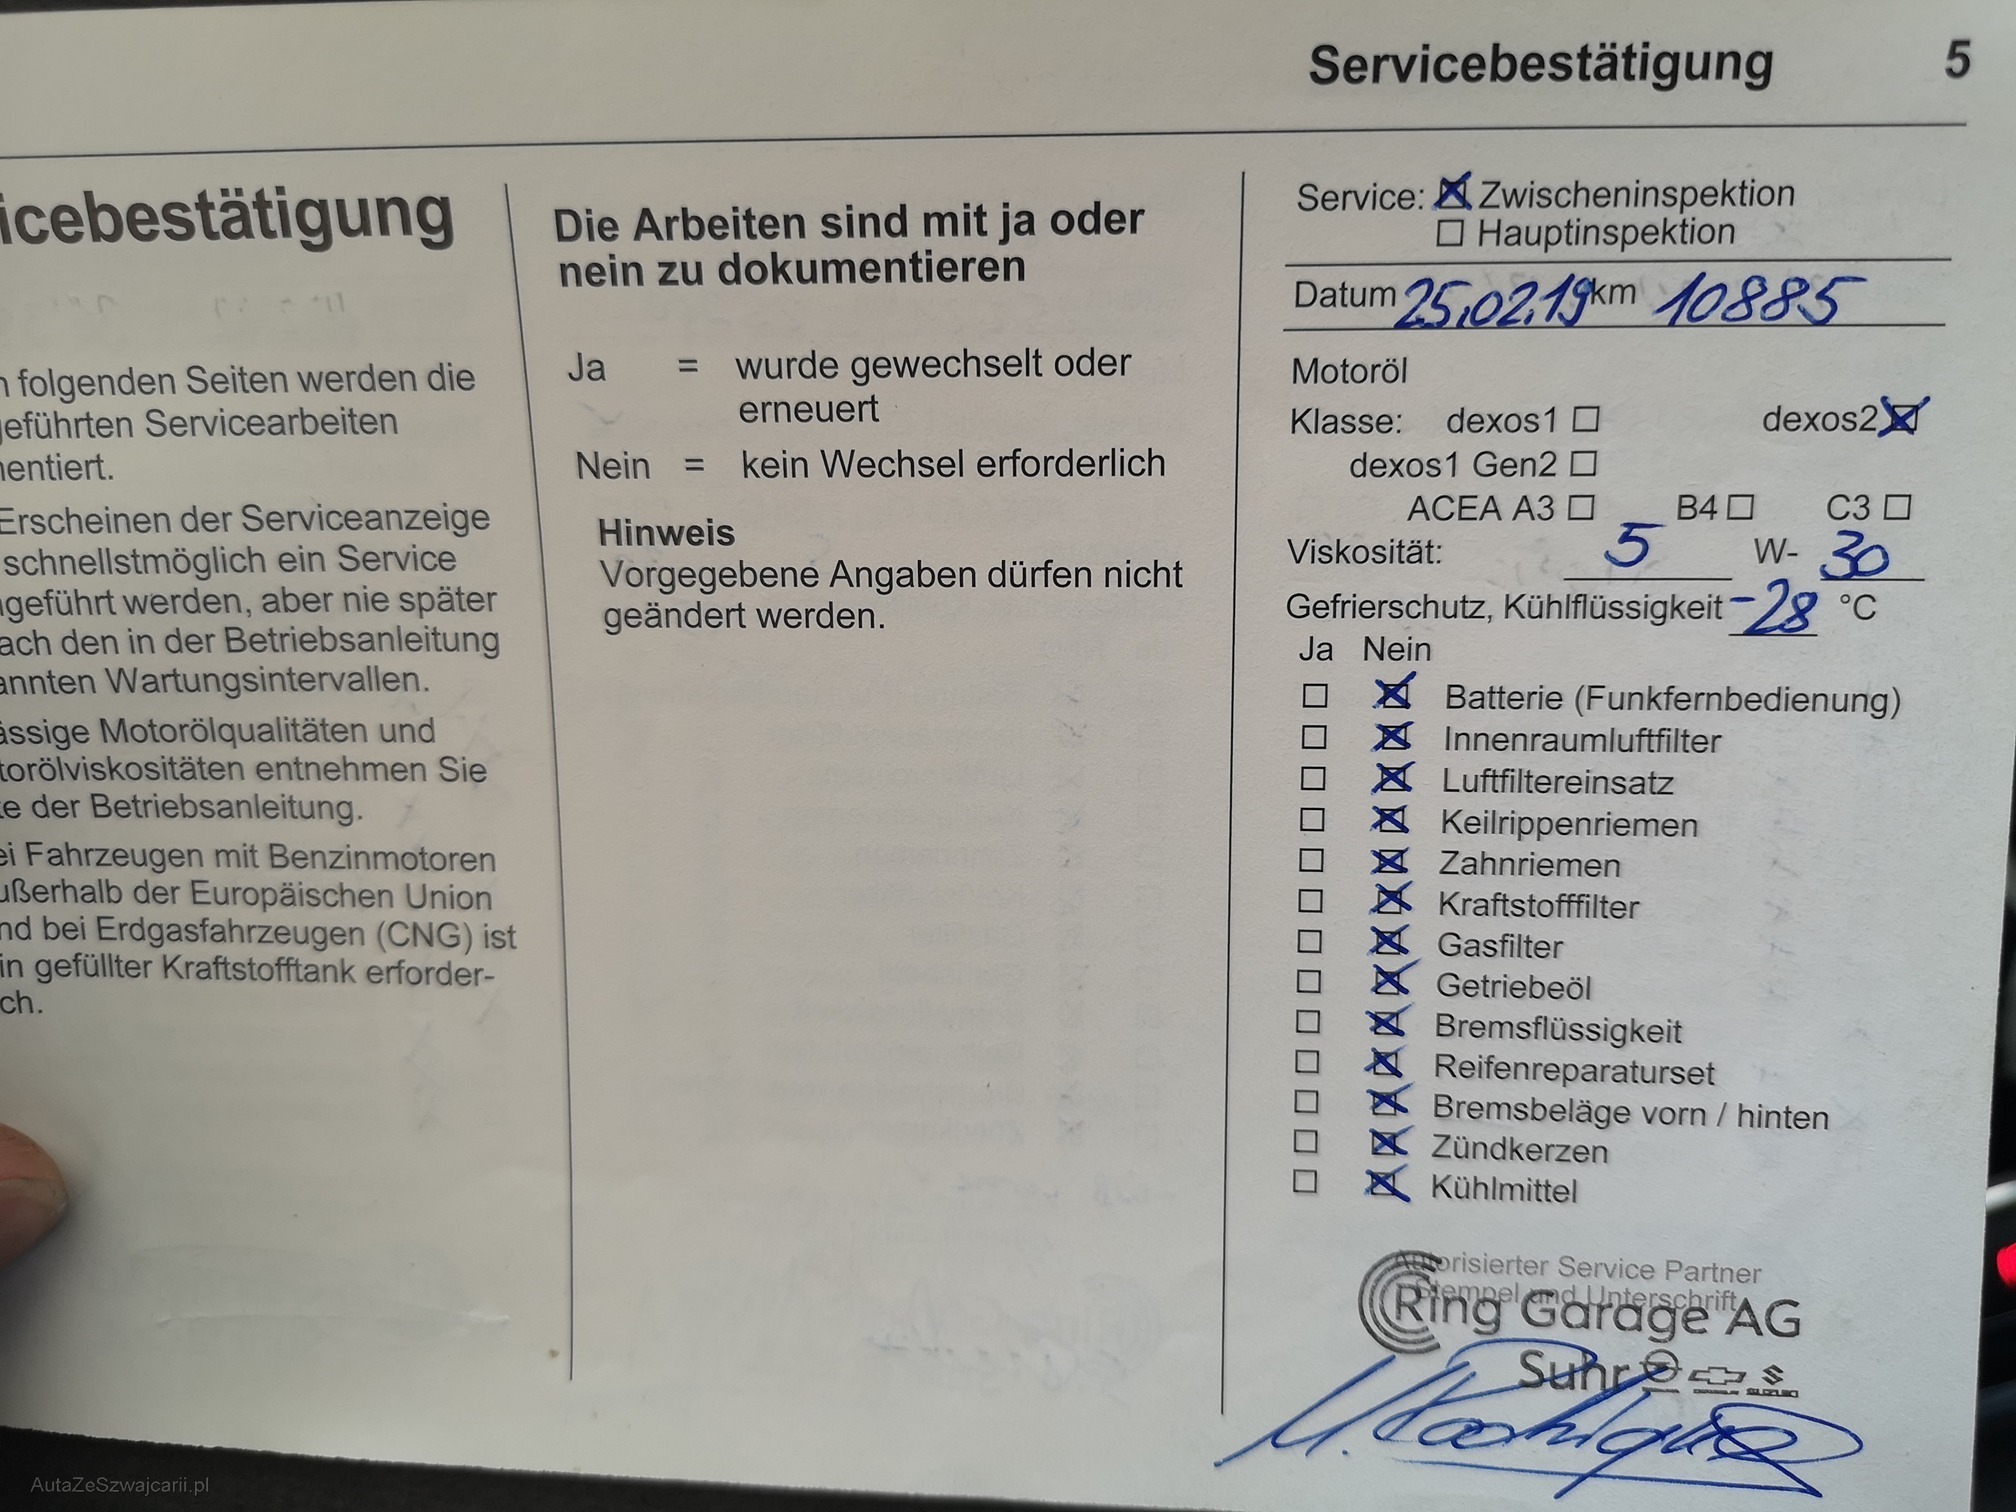 Servicebestätigung 5
icebestätigung
n folgenden Seiten werden die
geführten Servicearbeiten
nentiert.
Erscheinen der Serviceanzeige
schnellstmöglich ein Service
ngeführt werden, aber nie später
ach den in der Betriebsanleitung
annten Wartungsintervallen.
ässige Motorölqualitäten und
torölviskositäten entnehmen Sie
te der Betriebsanleitung.
ei Fahrzeugen mit Benzinmotoren
ußerhalb der Europäischen Union
nd bei Erdgasfahrzeugen (CNG) ist
in gefüllter Kraftstofftank erforder-
ch.
Die Arbeiten sind mit ja oder
nein zu dokumentieren
Ja = wurde gewechselt oder
erneuert
Nein = kein Wechsel erforderlich
Hinweis
Vorgegebene Angaben dürfen nicht
geändert werden.
Service: ☒ Zwischeninspektion
☐ Hauptinspektion
Datum 25.02.19 km 10885
Motoröl
Klasse: dexos1 ☐ dexos2 ☒
dexos1 Gen2 ☐
ACEA A3 ☐ B4 ☐ C3 ☐
Viskosität: 5 W- 30
Gefrierschutz, Kühlflüssigkeit -28 °C
Ja Nein
☐ ☒ Batterie (Funkfernbedienung)
☐ ☒ Innenraumluftfilter
☐ ☒ Luftfiltereinsatz
☐ ☒ Keilrippenriemen
☐ ☒ Zahnriemen
☐ ☒ Kraftstofffilter
☐ ☒ Gasfilter
☐ ☒ Getriebeöl
☐ ☒ Bremsflüssigkeit
☐ ☒ Reifenreparaturset
☐ ☒ Bremsbeläge vorn / hinten
☐ ☒ Zündkerzen
☐ ☒ Kühlmittel
Autorisierter Service Partner
Stempel und Unterschrift
Ring Garage AG
Suhr
SUZUKI
AutaZeSzwajcarii.pl